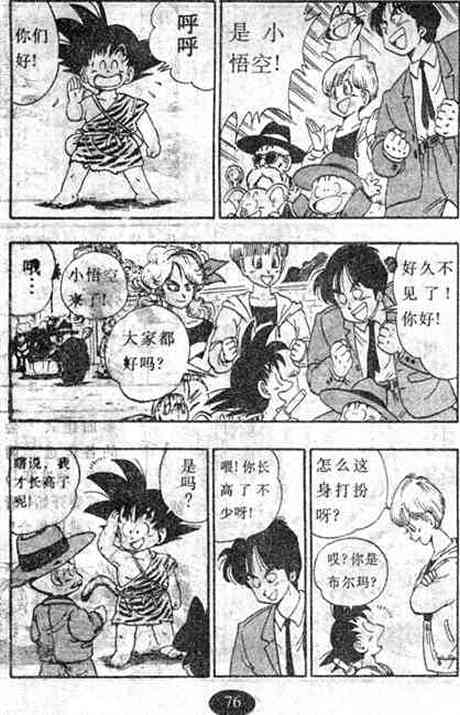 是小
悟空!
呼呼
你们
好!
好久不
见了!
你好!
大家都
好吗?
小悟空
来了!
哦…
怎么这
身打扮
呀?
哎?你是
布尔玛?
喂!你长
高了不
少呀!
是吗?
瞎说,我
才长高了
呢!
76